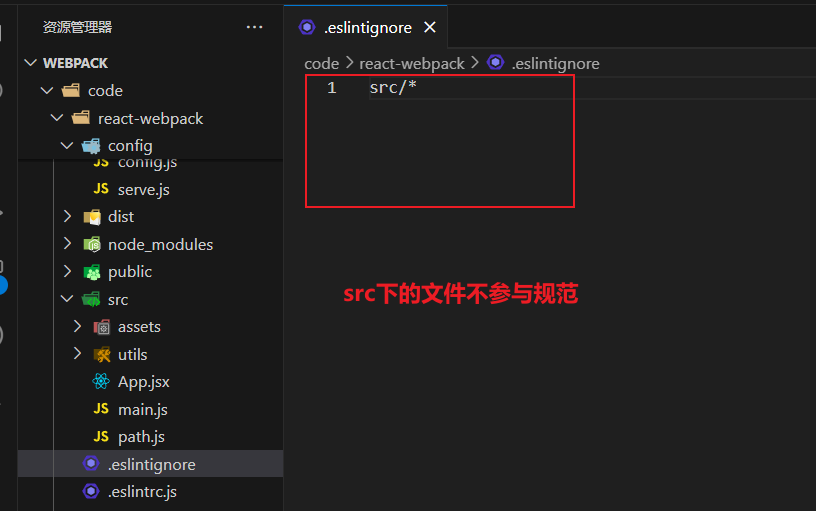 资源管理器 ...
WEBPACK
code
react-webpack
config
JS config.js
JS serve.js
dist
node_modules
public
src
assets
utils
App.jsx
JS main.js
JS path.js
.eslintignore
.eslintrc.js
.eslintignore
code > react-webpack > .eslintignore
1 src/*
src下的文件不参与规范